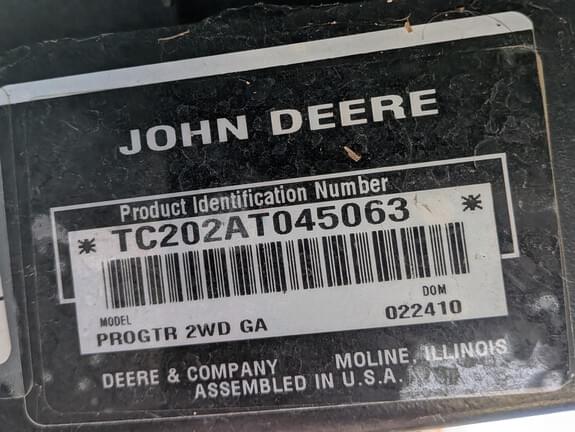 JOHN DEERE
Product Identification Number
* TC202AT045063 *
MODEL DOM
PROGTR 2WD GA 022410
DEERE & COMPANY MOLINE, ILLINOIS
ASSEMBLED IN U.S.A.